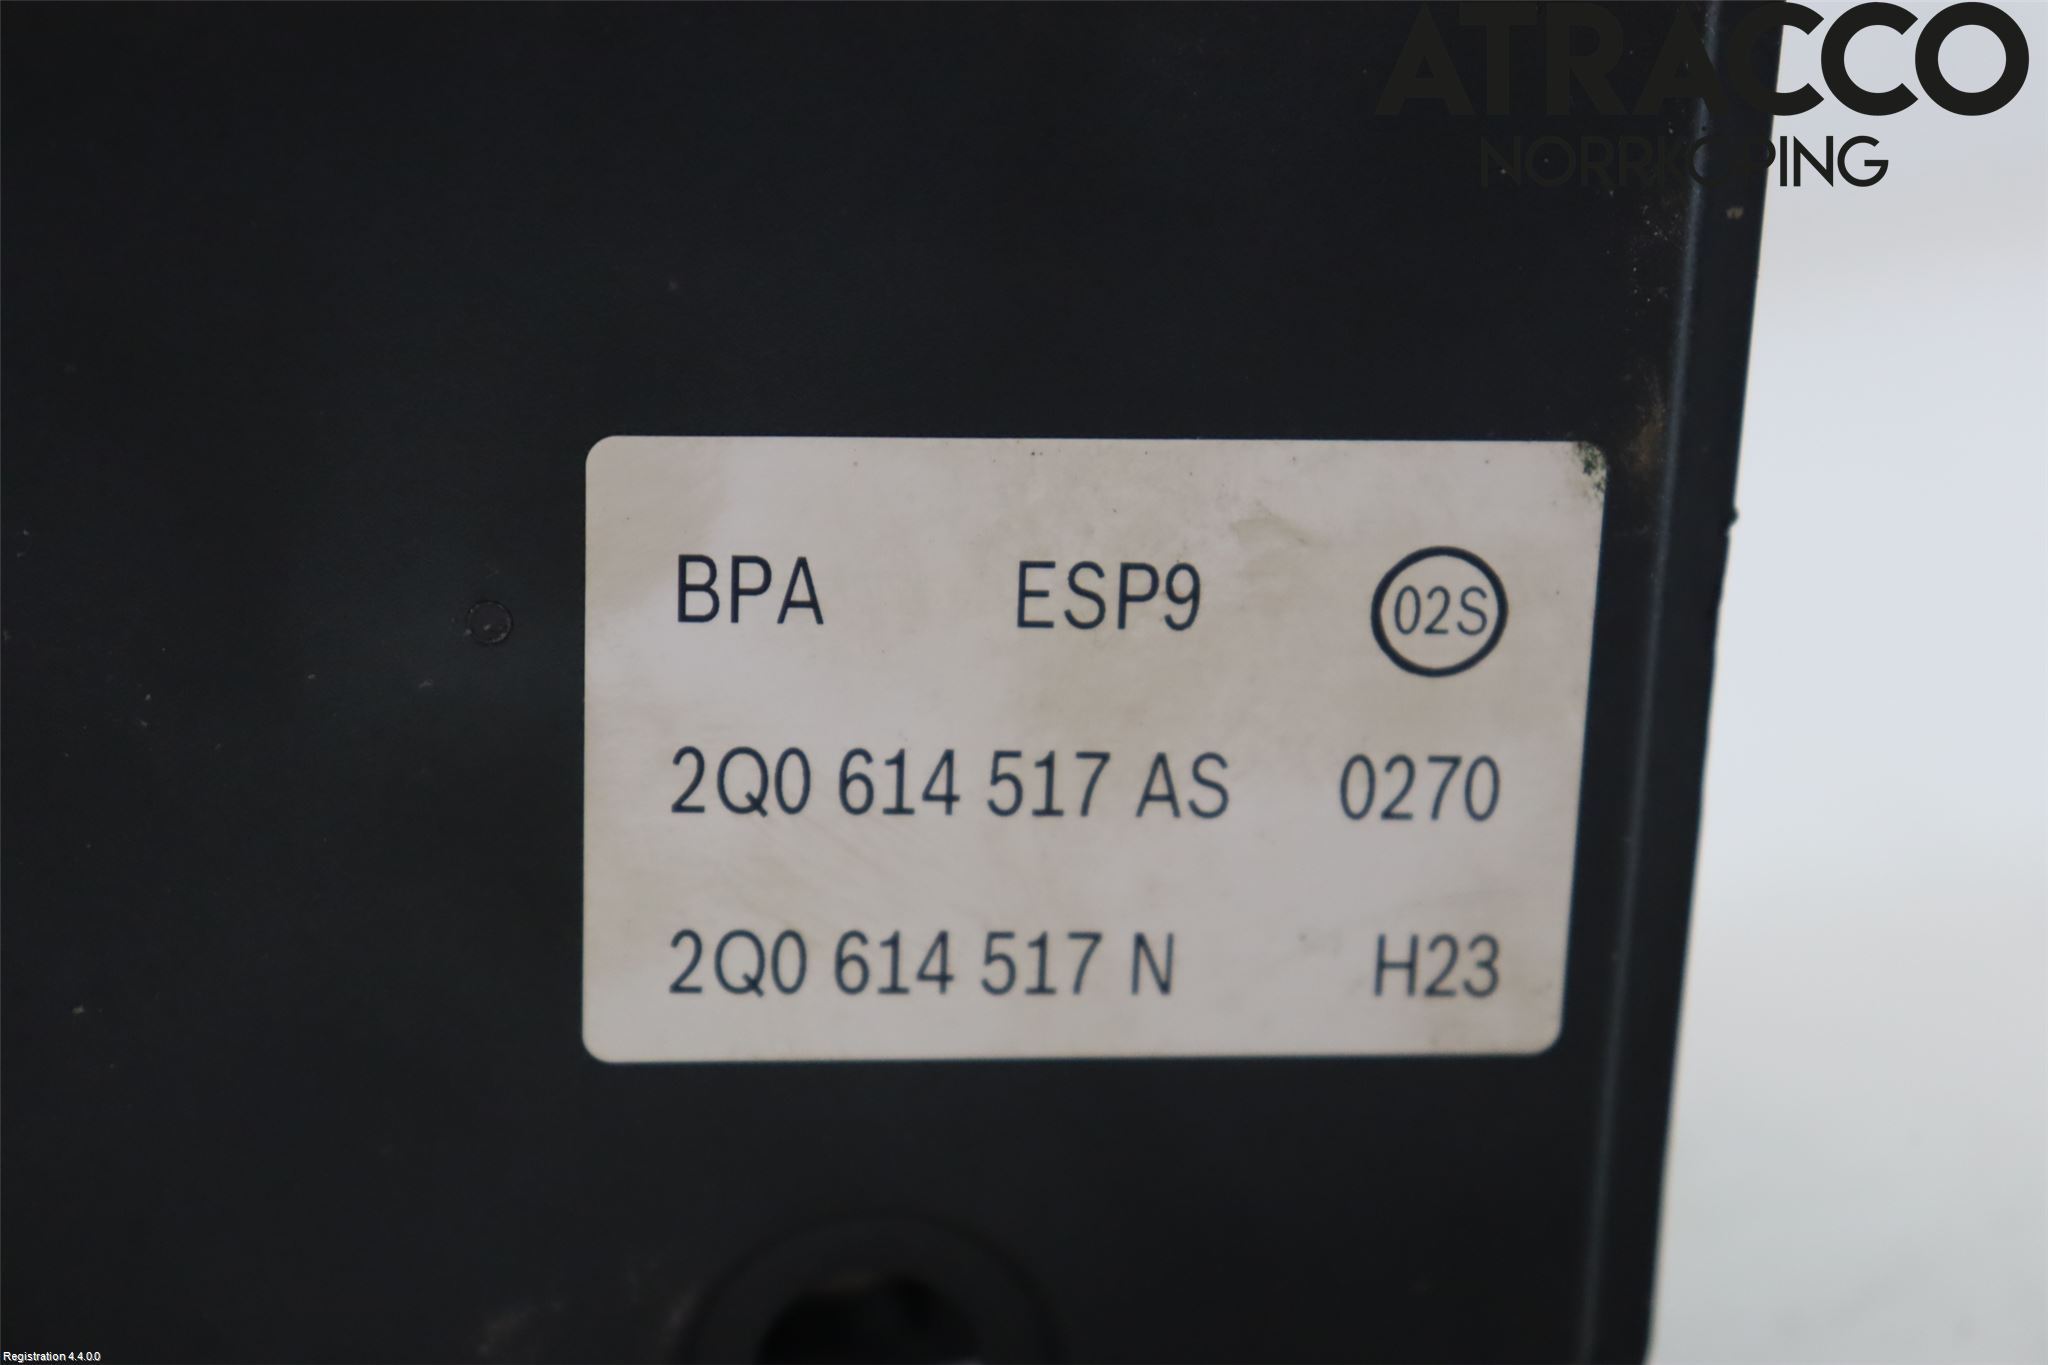 ATRACCO
NORRKÖPING
BPA ESP9 02S
2Q0 614 517 AS 0270
2Q0 614 517 N H23
Registration 4.4.0.0